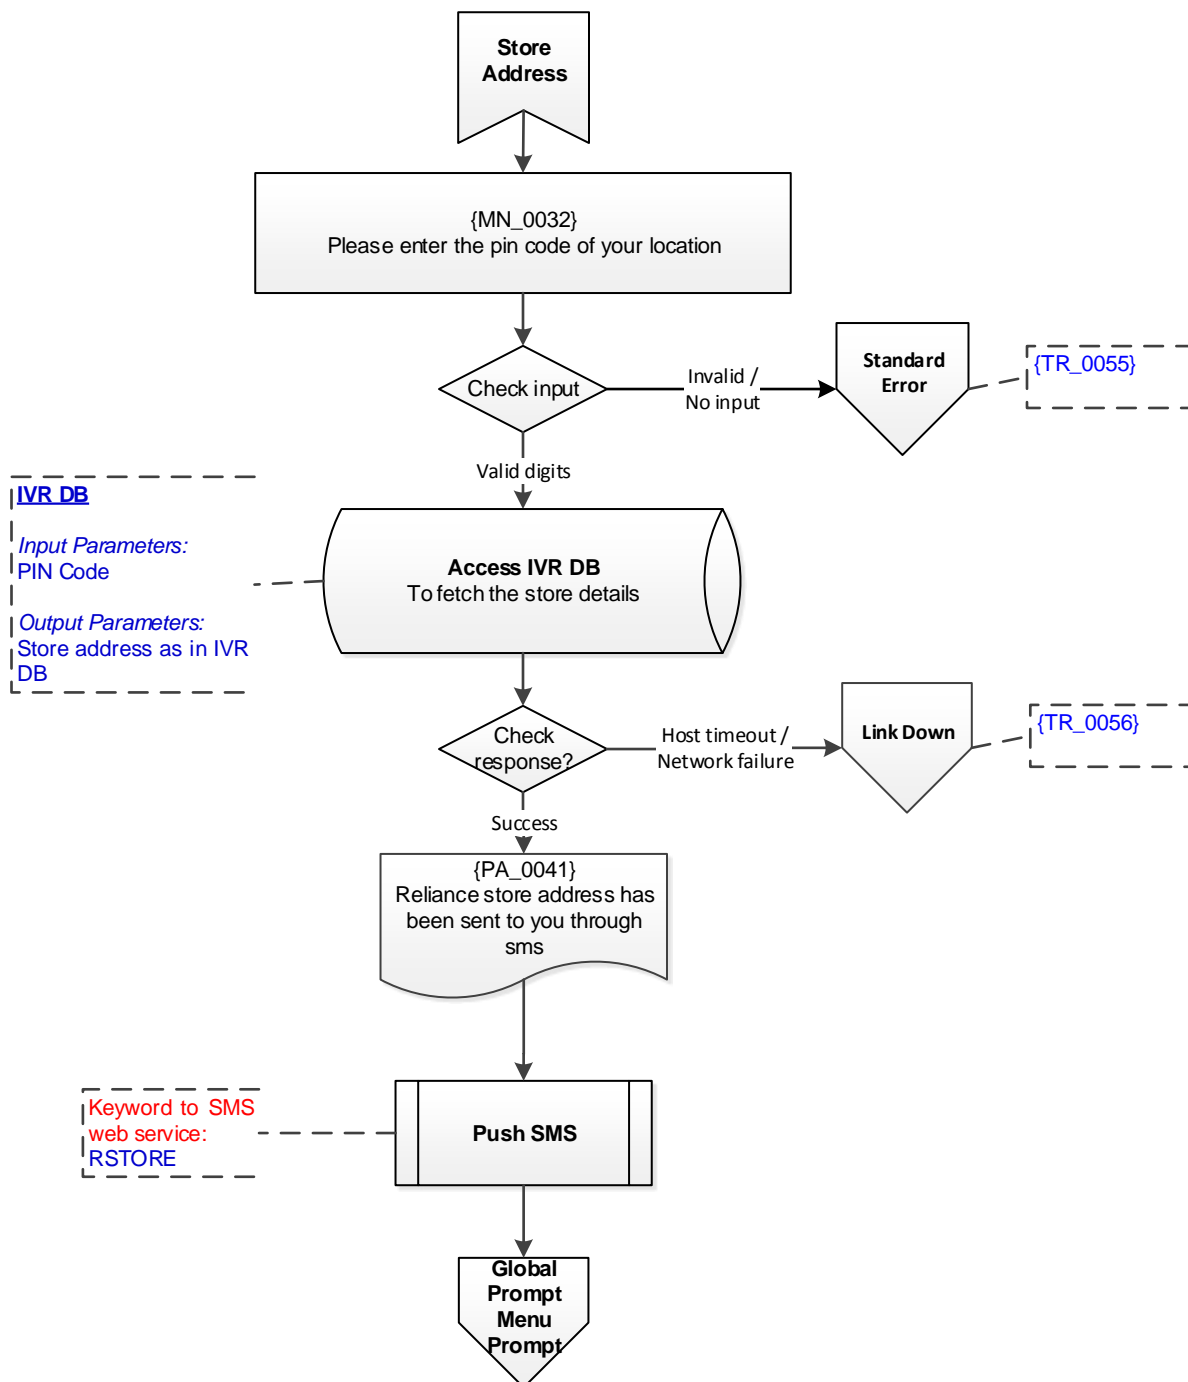 Store
Address
{MN_0032}
Please enter the pin code of your location
Check input
Invalid /
No input
Standard
Error
{TR_0055}
Valid digits
IVR DB
Input Parameters:
PIN Code
Output Parameters:
Store address as in IVR
DB
Access IVR DB
To fetch the store details
Check
response?
Host timeout /
Network failure
Link Down
{TR_0056}
Success
{PA_0041}
Reliance store address has
been sent to you through
sms
Keyword to SMS
web service:
RSTORE
Push SMS
Global
Prompt
Menu
Prompt